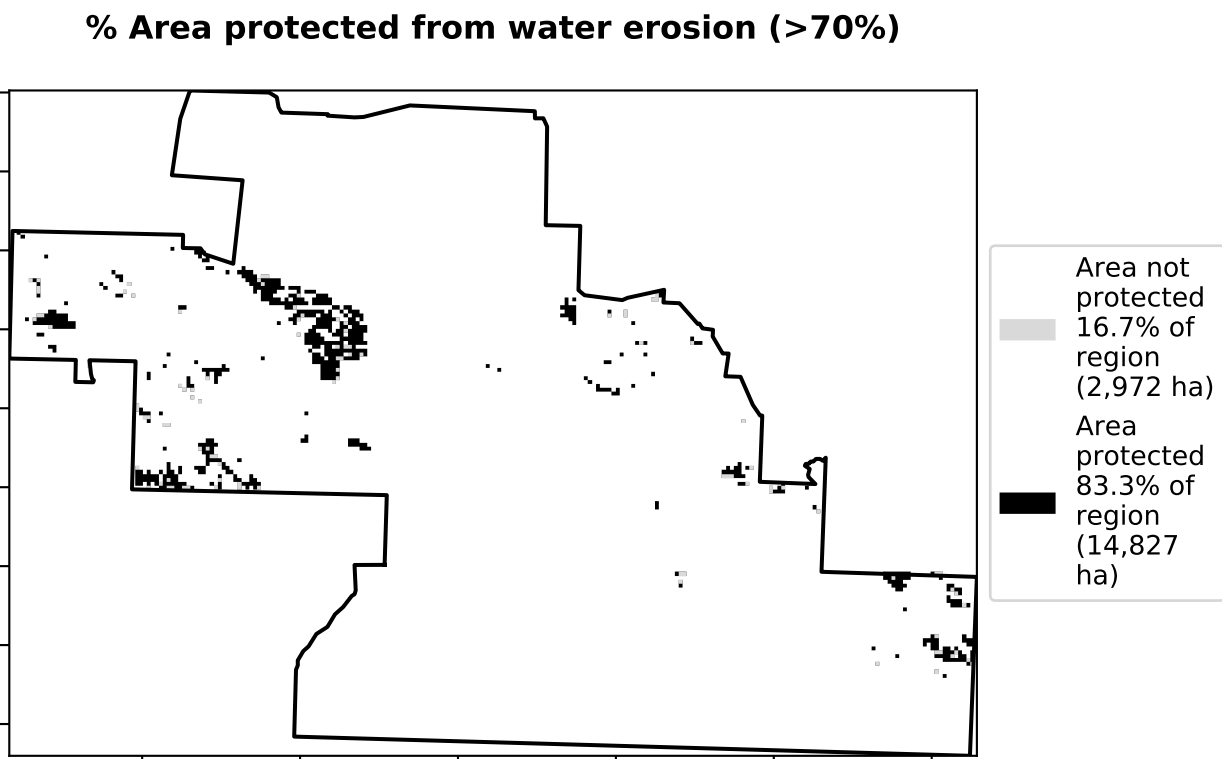 % Area protected from water erosion (>70%)
Area not
protected
16.7% of
region
(2,972 ha)
Area
protected
83.3% of
region
(14,827
ha)